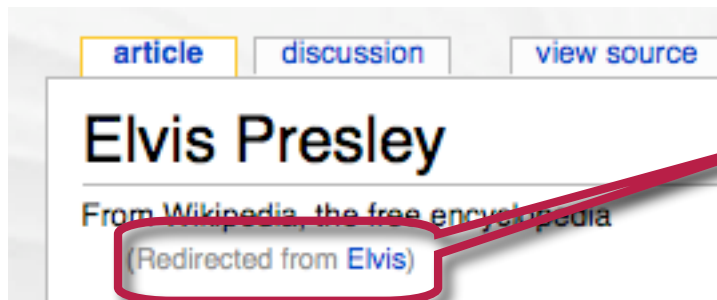 article discussion view source
Elvis Presley
From Wikipedia, the free encyclopedia
(Redirected from Elvis)